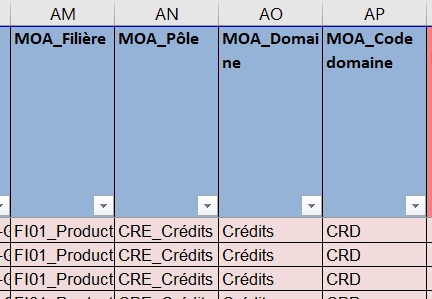 AM AN AO AP
MOA_Filière MOA_Pôle MOA_Domai MOA_Code
ne domaine
FI01_Product CRE_Crédits Crédits CRD
FI01_Product CRE_Crédits Crédits CRD
FI01_Product CRE_Crédits Crédits CRD